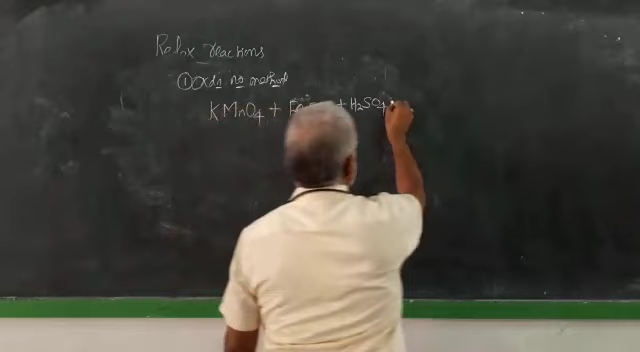 Redox reactions
① Oxdn no method
KMnO4 + + H2SO4